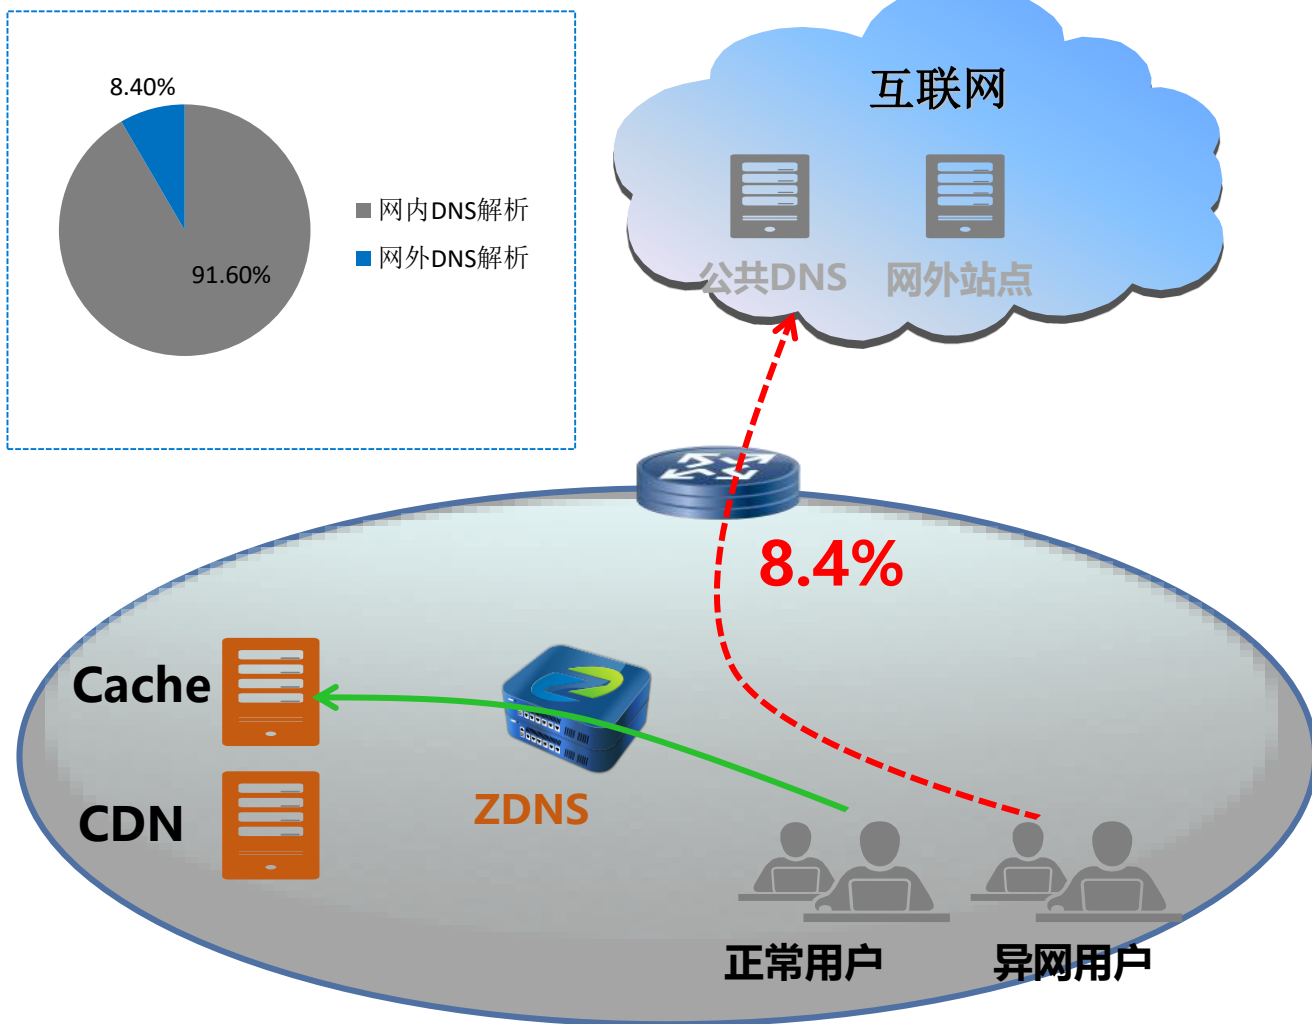 8.40%
91.60%
网内DNS解析
网外DNS解析
互联网
公共DNS
网外站点
8.4%
Cache
CDN
ZDNS
正常用户
异网用户